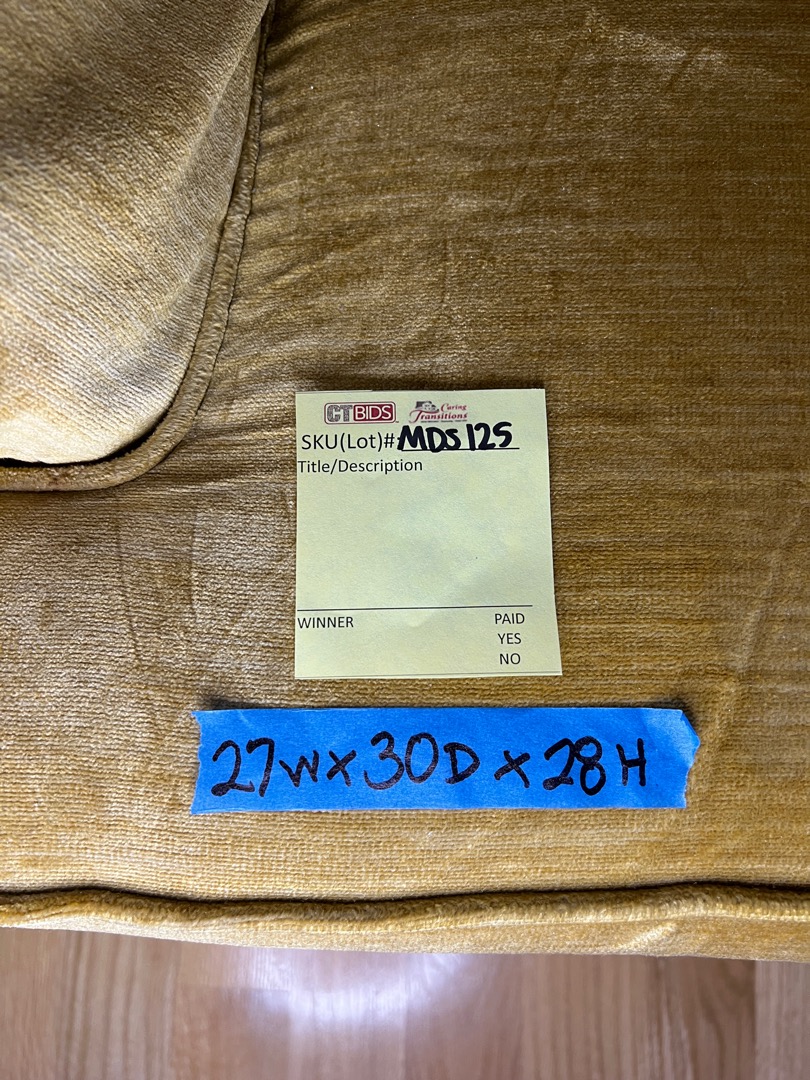 CTBIDS Caring Transitions
SKU(Lot)#: MDS125
Title/Description
WINNER PAID
YES
NO
27W X 30D X 28H